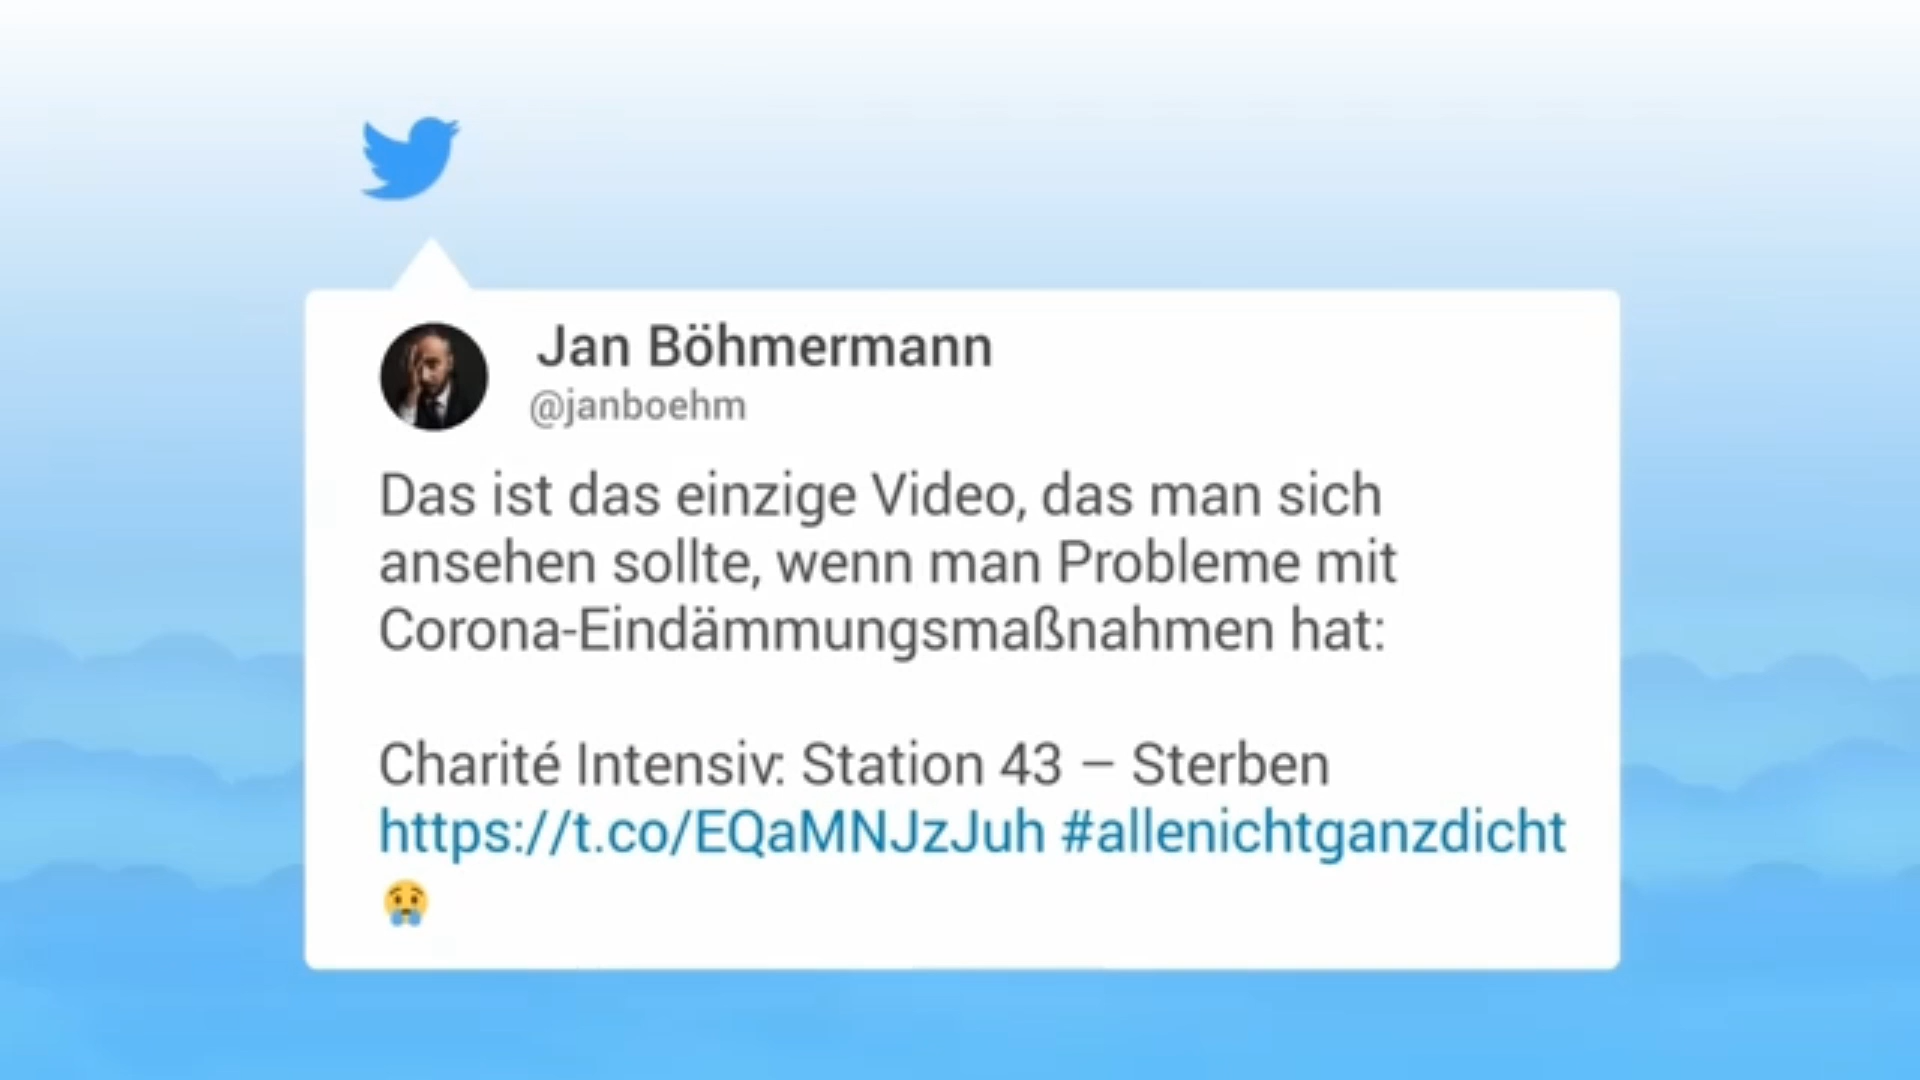 Jan Böhmermann
@janboehm
Das ist das einzige Video, das man sich
ansehen sollte, wenn man Probleme mit
Corona-Eindämmungsmaßnahmen hat:
Charité Intensiv: Station 43 – Sterben
https://t.co/EQaMNJzJuh #allenichtganzdicht
😢